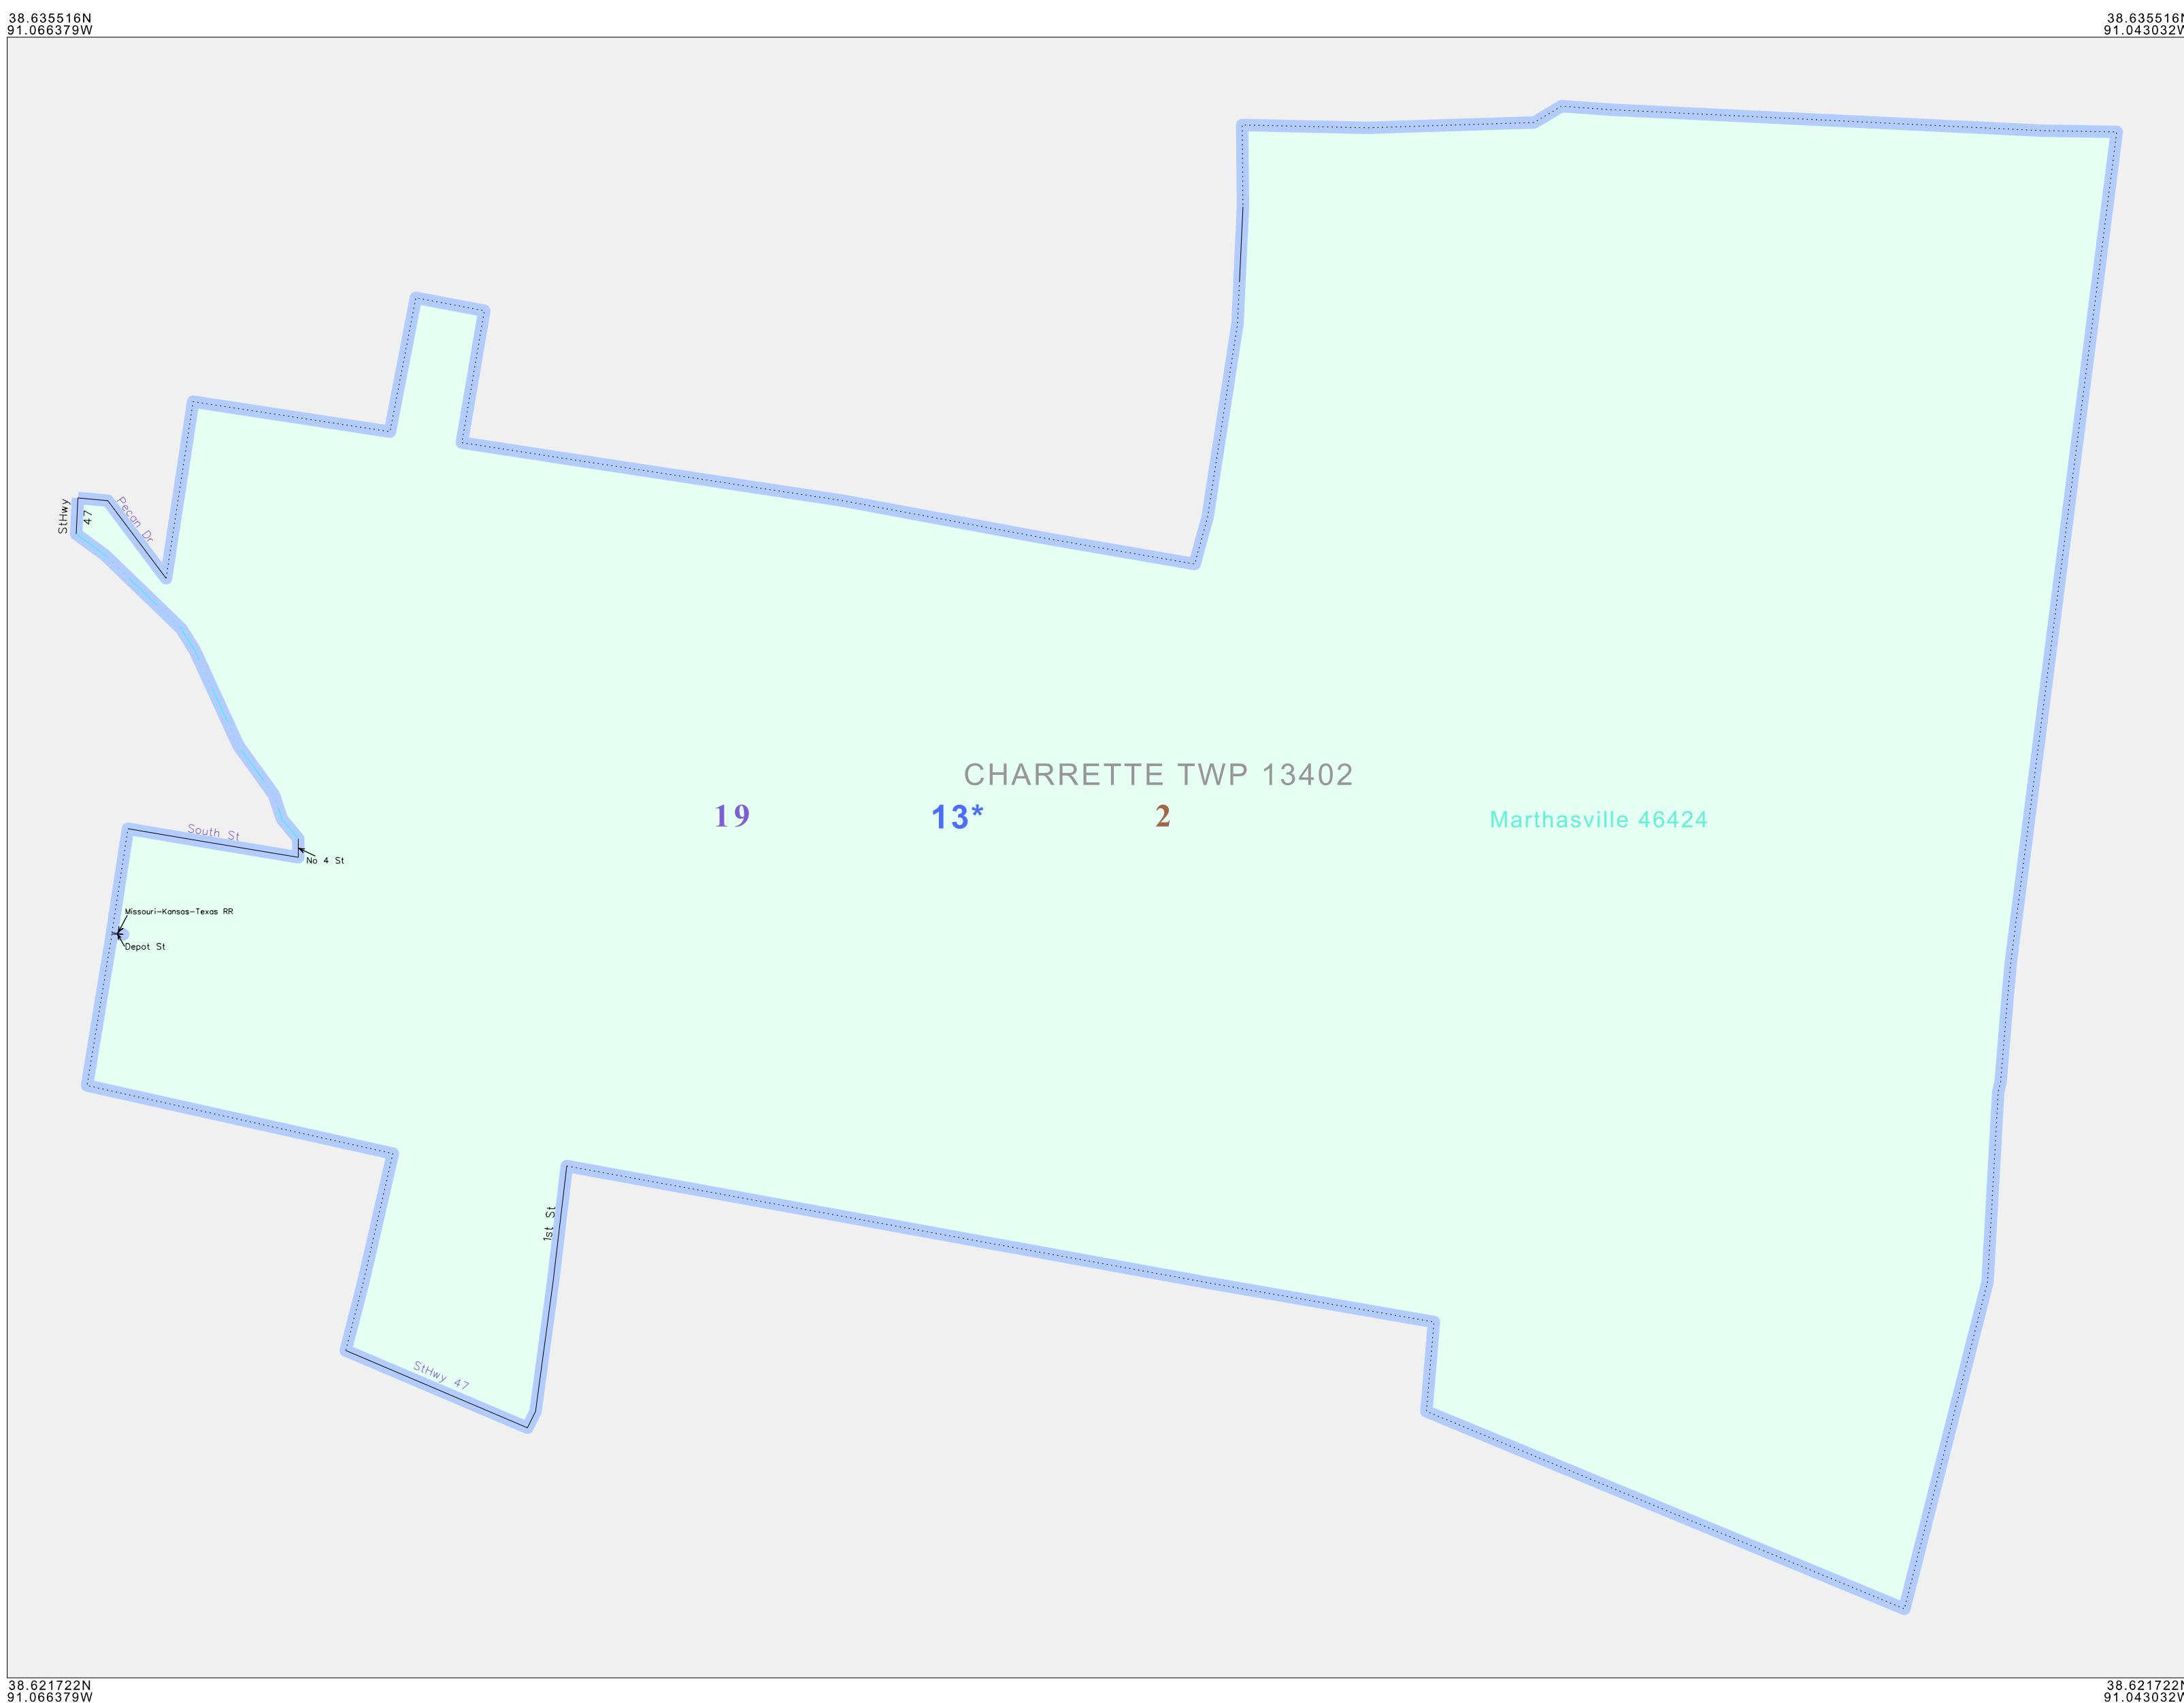 38.635516N
91.066379W
38.635516N
91.043032W
StHwy
47
Pecan Dr
CHARRETTE TWP 13402
19
13*
2
Marthasville 46424
South St
No 4 St
Missouri-Kansas-Texas RR
Depot St
1st St
StHwy 47
38.621722N
91.066379W
38.621722N
91.043032W